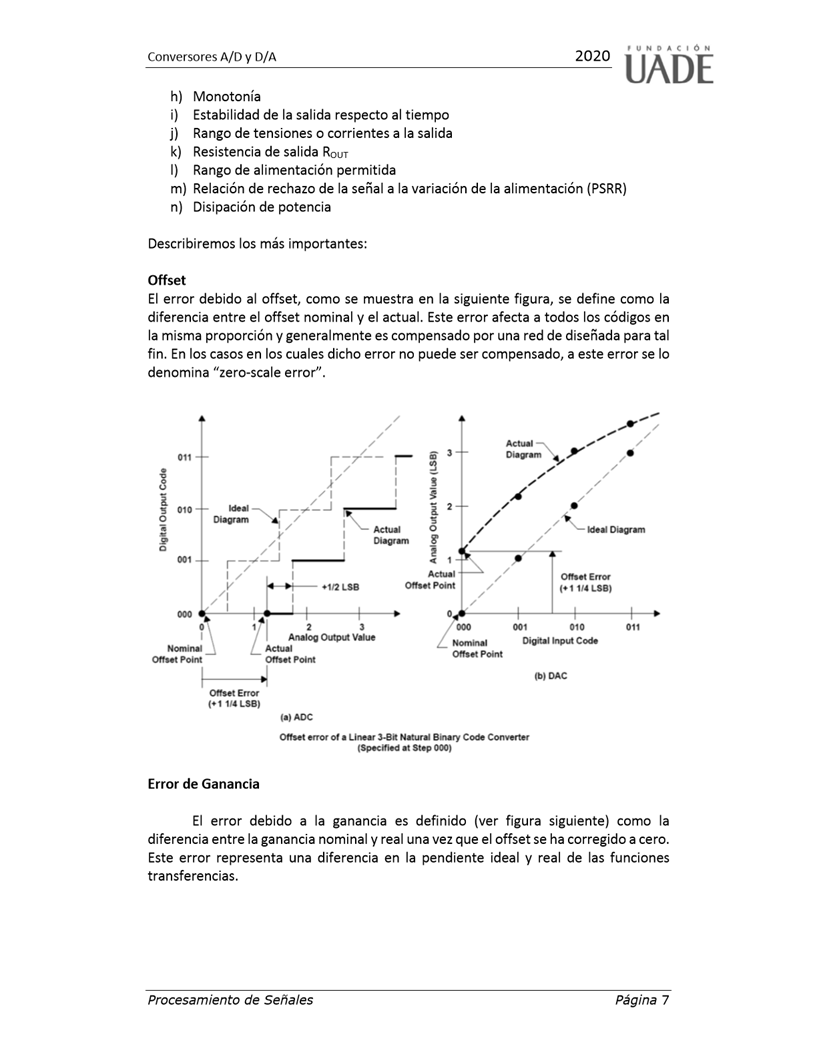 Conversores A/D y D/A 2020
FUNDACIÓN
UADE
h) Monotonía
i) Estabilidad de la salida respecto al tiempo
j) Rango de tensiones o corrientes a la salida
k) Resistencia de salida ROUT
l) Rango de alimentación permitida
m) Relación de rechazo de la señal a la variación de la alimentación (PSRR)
n) Disipación de potencia
Describiremos los más importantes:
Offset
El error debido al offset, como se muestra en la siguiente figura, se define como la
diferencia entre el offset nominal y el actual. Este error afecta a todos los códigos en
la misma proporción y generalmente es compensado por una red de diseñada para tal
fin. En los casos en los cuales dicho error no puede ser compensado, a este error se lo
denomina “zero-scale error”.
Digital Output Code
011
010
001
000
Ideal
Diagram
Actual
Diagram
+1/2 LSB
0 1 2 3
Analog Output Value
Nominal
Offset Point
Actual
Offset Point
Offset Error
(+1 1/4 LSB)
(a) ADC
Analog Output Value (LSB)
3
2
1
0
Actual
Diagram
Ideal Diagram
Actual
Offset Point
Offset Error
(+1 1/4 LSB)
000 001 010 011
Digital Input Code
Nominal
Offset Point
(b) DAC
Offset error of a Linear 3-Bit Natural Binary Code Converter
(Specified at Step 000)
Error de Ganancia
El error debido a la ganancia es definido (ver figura siguiente) como la
diferencia entre la ganancia nominal y real una vez que el offset se ha corregido a cero.
Este error representa una diferencia en la pendiente ideal y real de las funciones
transferencias.
Procesamiento de Señales Página 7